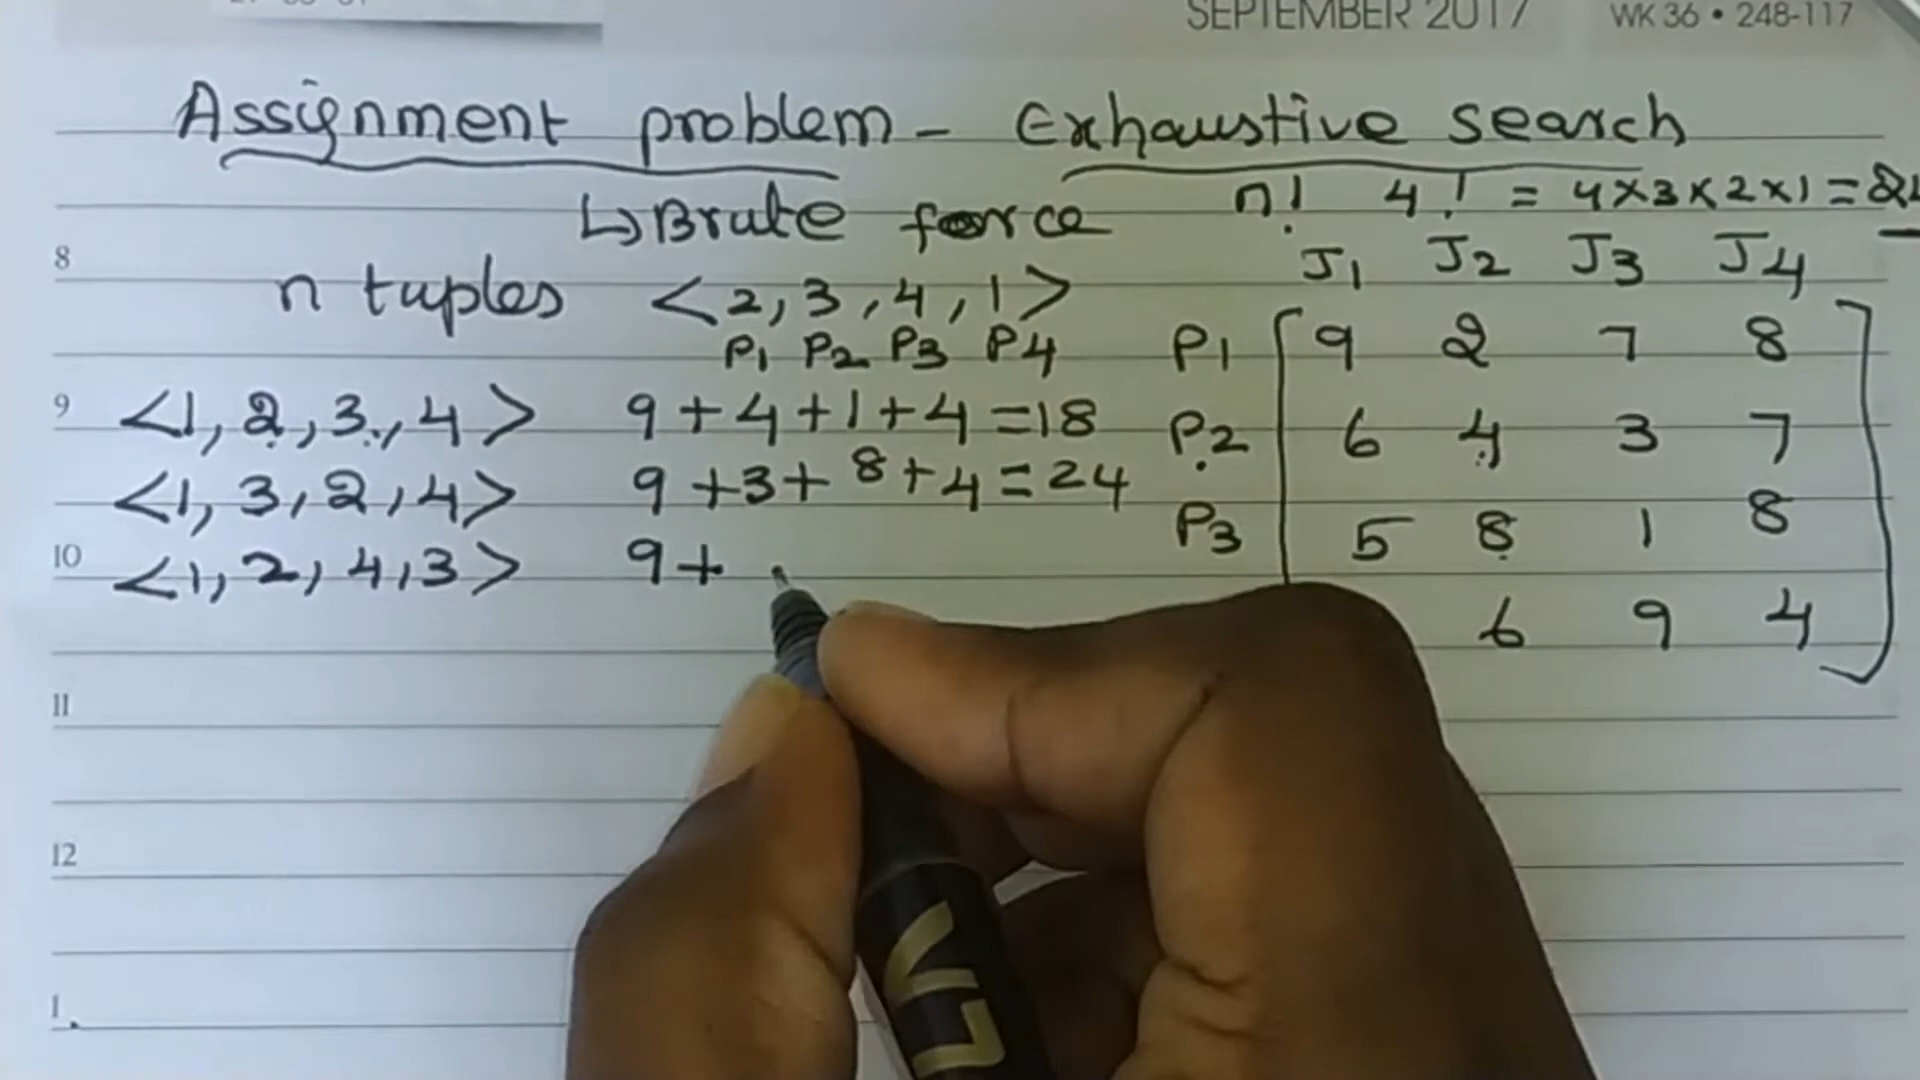 SEPTEMBER 2017 WK 36 • 248-117
Assignment problem - Exhaustive search
↳ Brute force n! 4! = 4×3×2×1 = 24
J1 J2 J3 J4
8 n tuples <2, 3, 4, 1>
P1 P2 P3 P4
P1 9 2 7 8
9 <1, 2, 3, 4> 9+4+1+4=18
P2 6 4 3 7
<1, 3, 2, 4> 9+3+8+4=24
P3 5 8 1 8
10 <1, 2, 4, 3> 9+
6 9 4
11
12
1